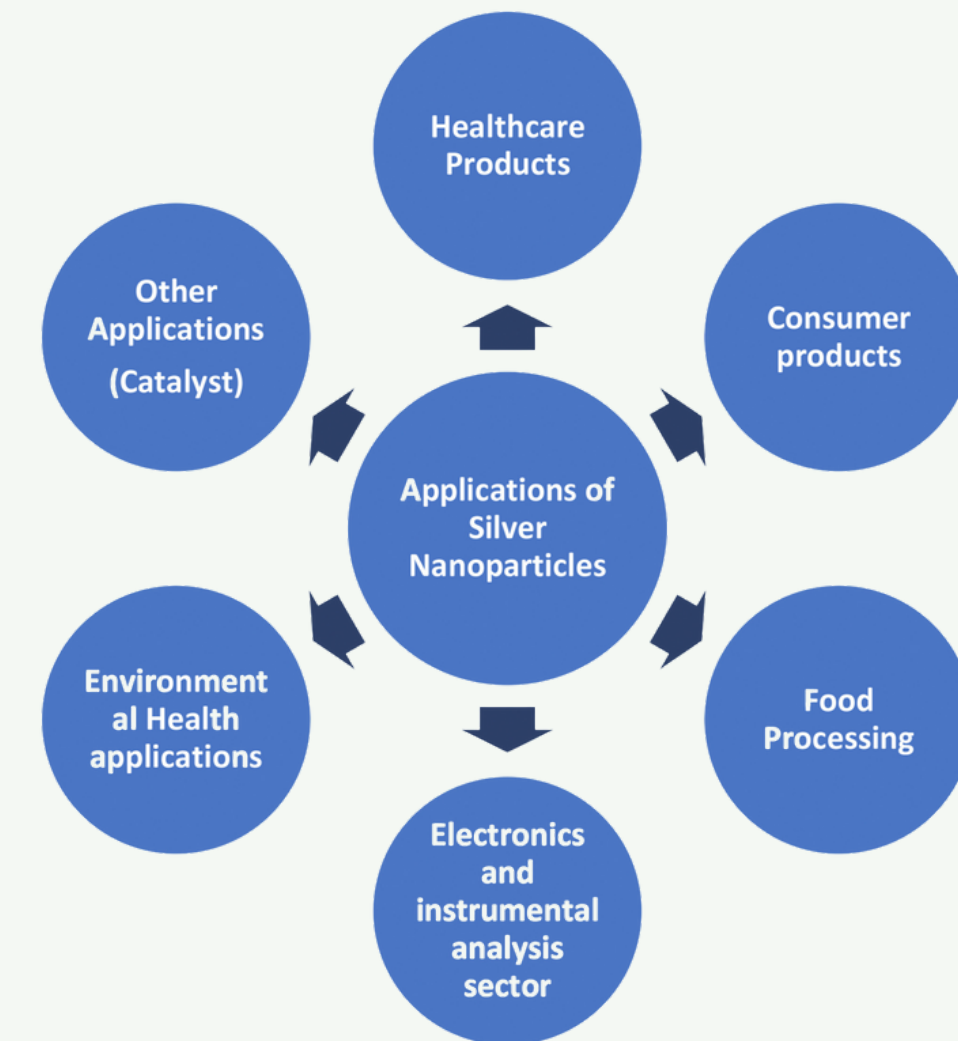 Healthcare
Products
Consumer
products
Food
Processing
Electronics
and
instrumental
analysis
sector
Environment
al Health
applications
Other
Applications
(Catalyst)
Applications of
Silver
Nanoparticles